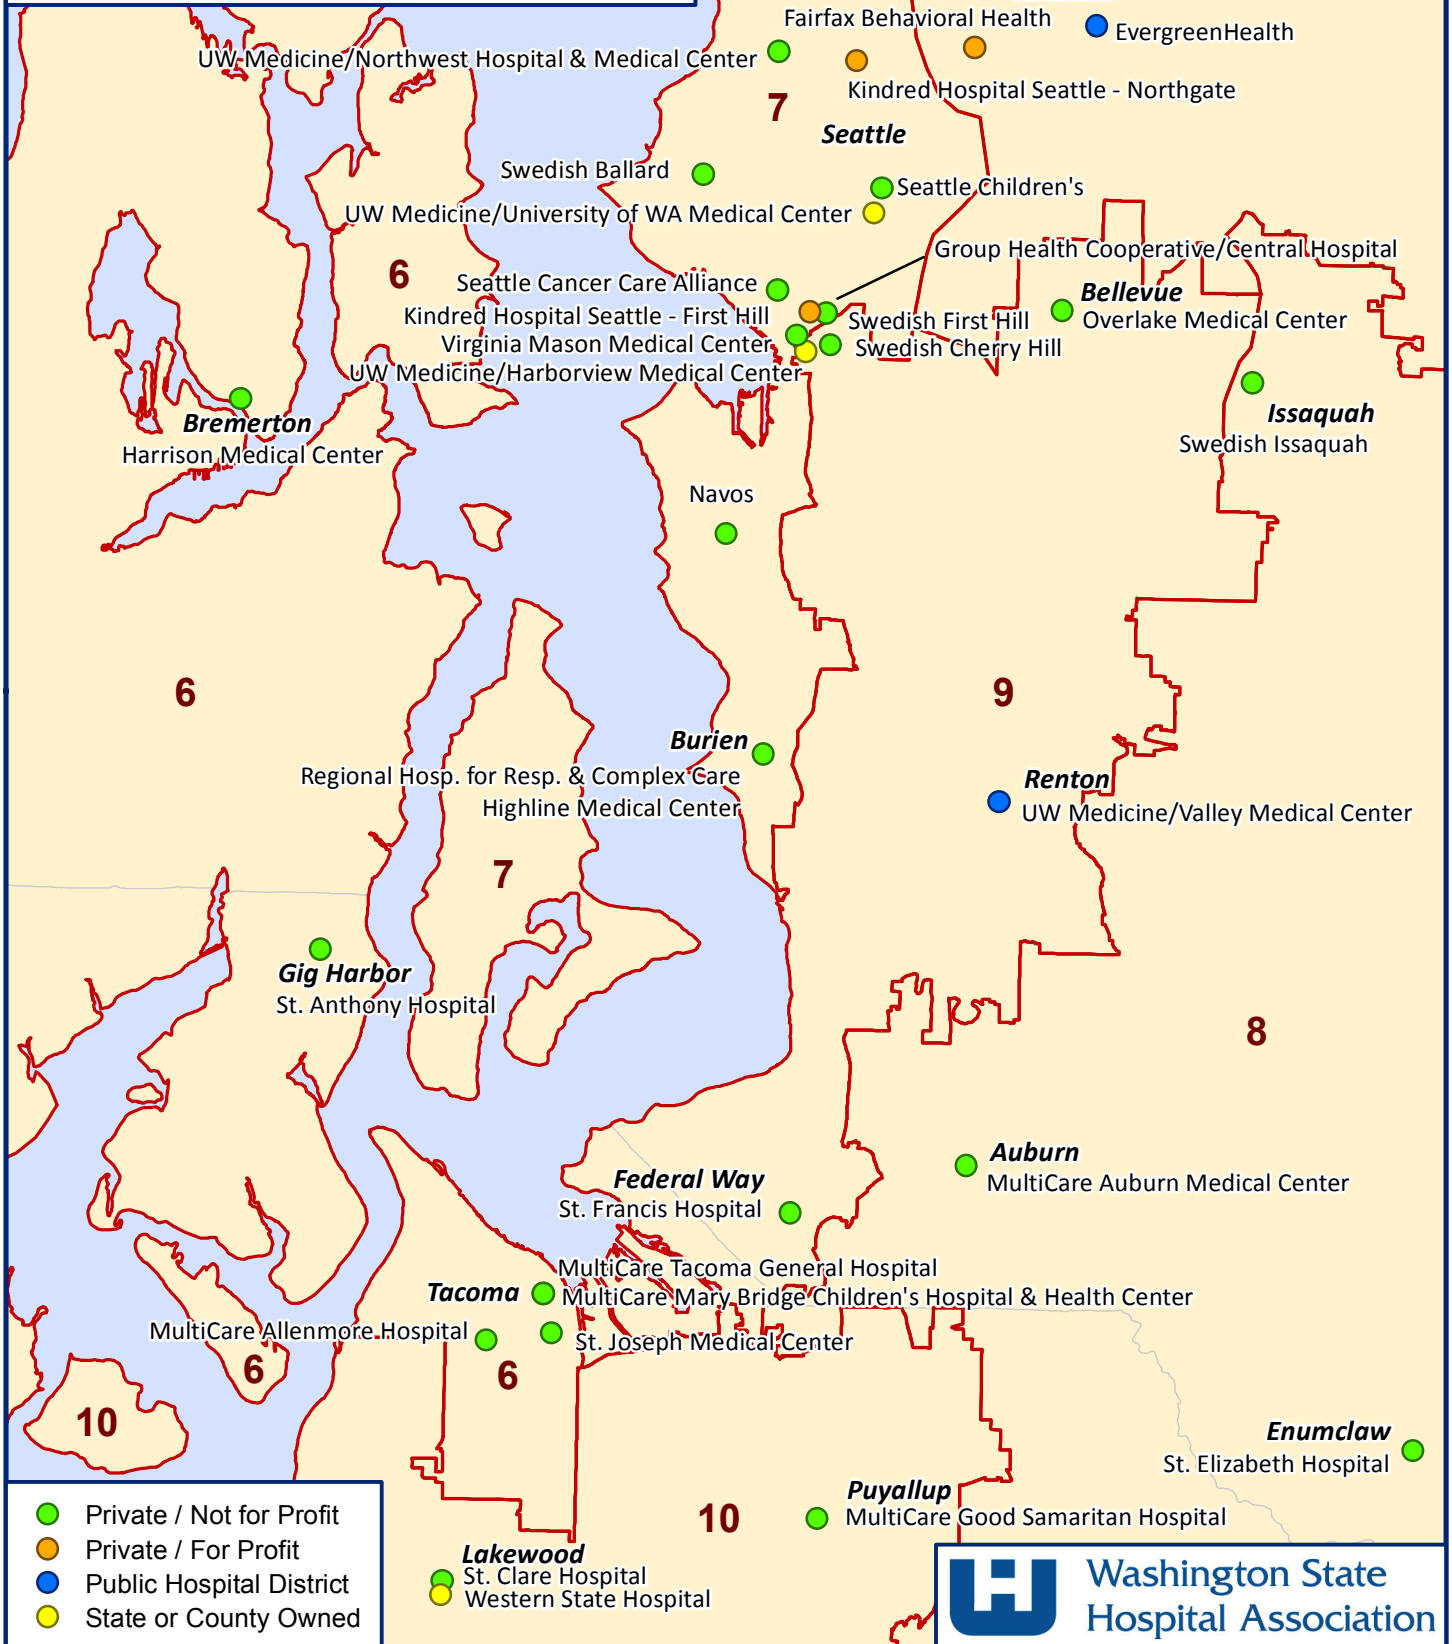 Fairfax Behavioral Health
EvergreenHealth
UW Medicine/Northwest Hospital & Medical Center
Kindred Hospital Seattle - Northgate
7
Seattle
Swedish Ballard
Seattle Children's
UW Medicine/University of WA Medical Center
Group Health Cooperative/Central Hospital
6
Seattle Cancer Care Alliance
Bellevue
Kindred Hospital Seattle - First Hill
Swedish First Hill
Overlake Medical Center
Virginia Mason Medical Center
Swedish Cherry Hill
UW Medicine/Harborview Medical Center
Issaquah
Swedish Issaquah
Bremerton
Harrison Medical Center
Navos
6
9
Burien
Regional Hosp. for Resp. & Complex Care
Highline Medical Center
Renton
UW Medicine/Valley Medical Center
7
Gig Harbor
St. Anthony Hospital
8
Auburn
MultiCare Auburn Medical Center
Federal Way
St. Francis Hospital
MultiCare Tacoma General Hospital
Tacoma
MultiCare Mary Bridge Children's Hospital & Health Center
MultiCare Allenmore Hospital
St. Joseph Medical Center
6
6
10
Enumclaw
St. Elizabeth Hospital
Puyallup
MultiCare Good Samaritan Hospital
10
Lakewood
St. Clare Hospital
Western State Hospital
Private / Not for Profit
Private / For Profit
Public Hospital District
State or County Owned
Washington State
Hospital Association